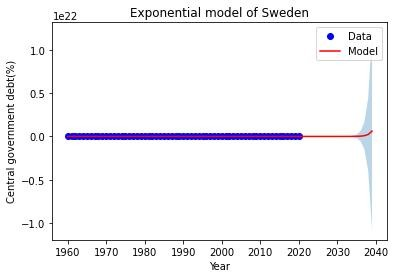 Exponential model of Sweden
1e22
Data
Model
1.0
0.5
0.0
−0.5
−1.0
Central government debt(%)
1960 1970 1980 1990 2000 2010 2020 2030 2040
Year